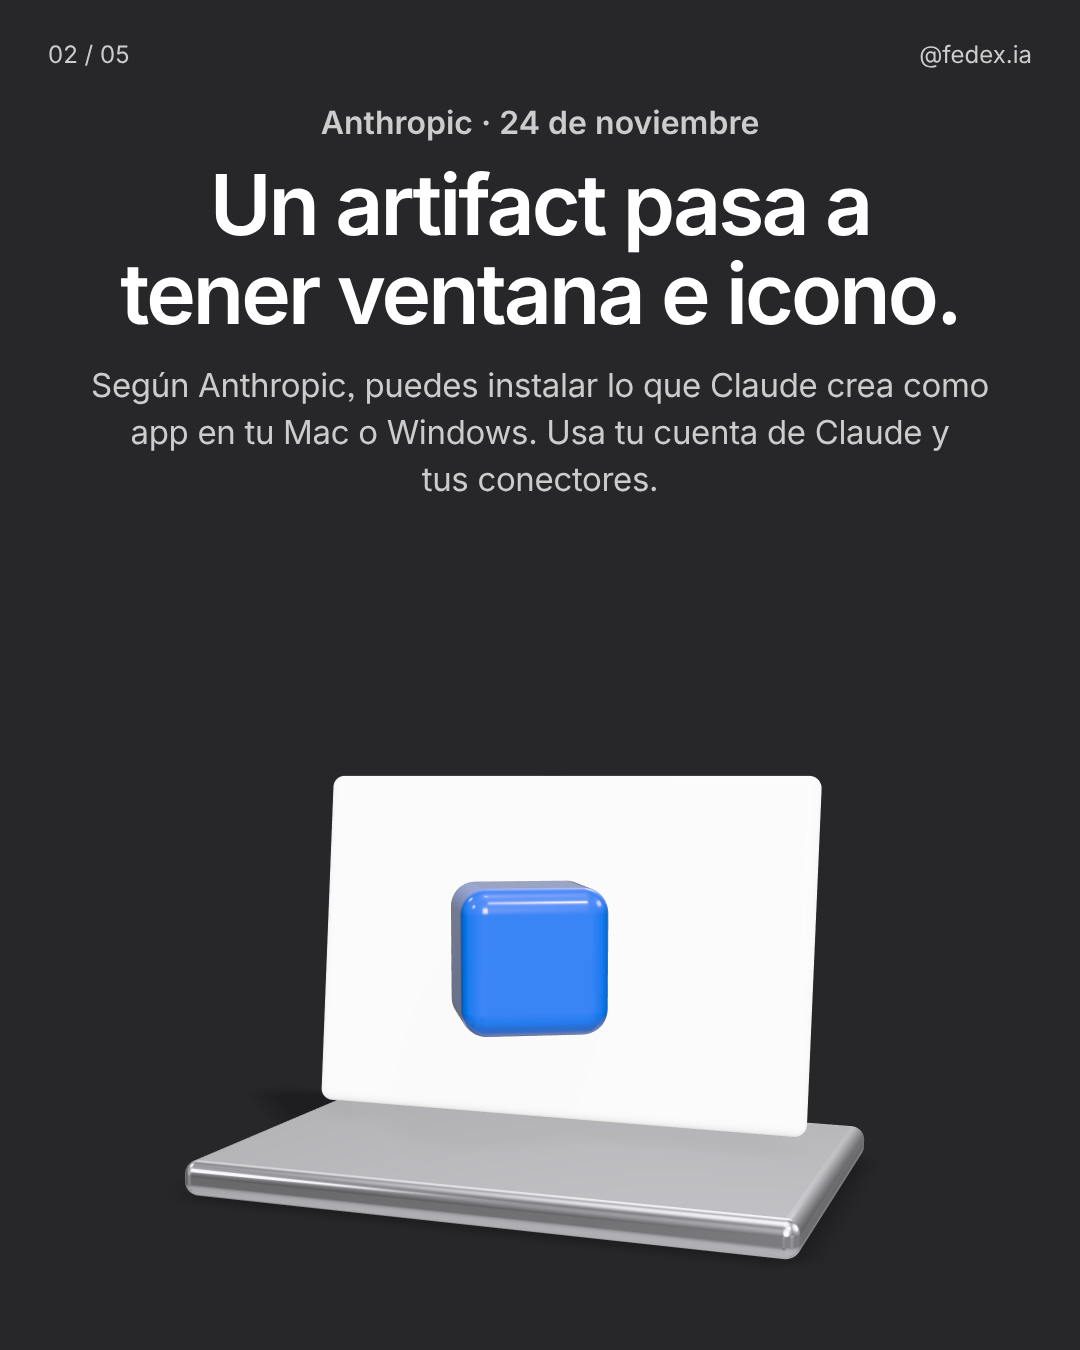 02 / 05
@fedex.ia
Anthropic · 24 de noviembre
Un artifact pasa a
tener ventana e icono.
Según Anthropic, puedes instalar lo que Claude crea como
app en tu Mac o Windows. Usa tu cuenta de Claude y
tus conectores.